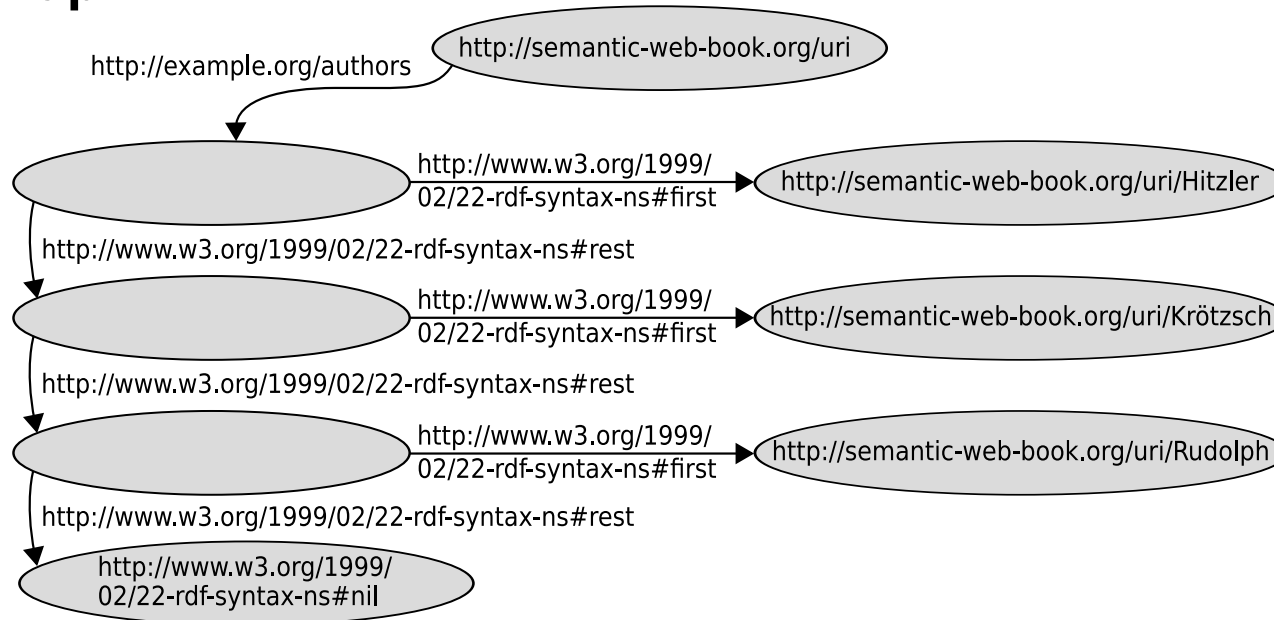 http://semantic-web-book.org/uri
http://example.org/authors
http://www.w3.org/1999/
02/22-rdf-syntax-ns#first
http://semantic-web-book.org/uri/Hitzler
http://www.w3.org/1999/02/22-rdf-syntax-ns#rest
http://www.w3.org/1999/
02/22-rdf-syntax-ns#first
http://semantic-web-book.org/uri/Krötzsch
http://www.w3.org/1999/02/22-rdf-syntax-ns#rest
http://www.w3.org/1999/
02/22-rdf-syntax-ns#first
http://semantic-web-book.org/uri/Rudolph
http://www.w3.org/1999/02/22-rdf-syntax-ns#rest
http://www.w3.org/1999/
02/22-rdf-syntax-ns#nil